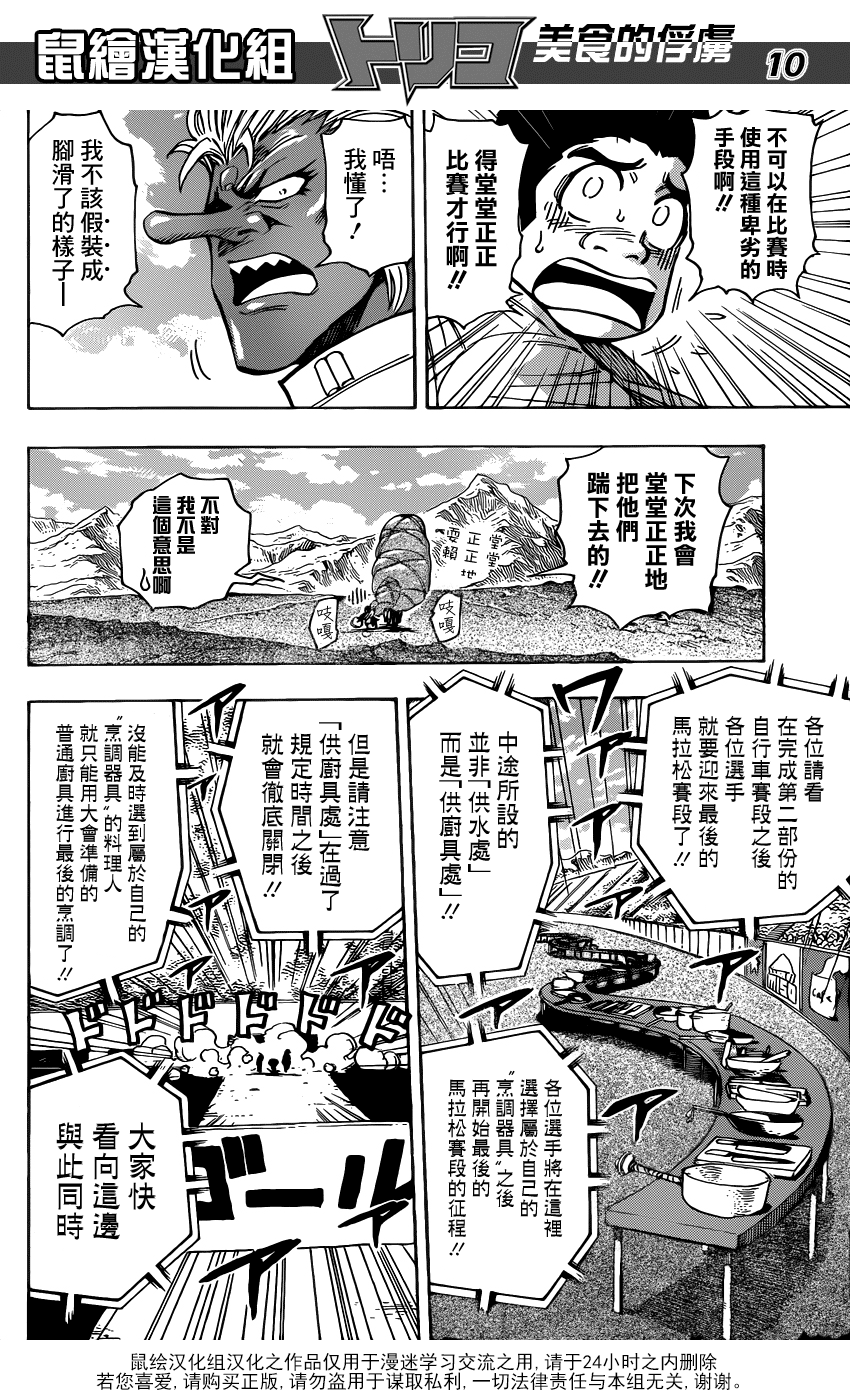 鼠繪漢化組
トリコ
美食的俘虜
10
不可以在比賽時
使用這種卑劣的
手段啊!!
得堂堂正正
比賽才行啊!!
唔…
我懂了!
我不該假裝成
腳滑了的樣子—
下次我會
堂堂正正地
把他們
踹下去的!!
堂堂
正正地
耍賴
吱嘎
吱嘎
不對
我不是
這個意思啊
各位請看
在完成第二部份的
自行車賽段之後
各位選手
就要迎來最後的
馬拉松賽段了!!
ワァ
中途所設的
並非「供水處」
而是「供廚具處」!!
Cafe
各位選手將在這裡
選擇屬於自己的
"烹調器具"之後
再開始最後的
馬拉松賽段的征程!!
但是請注意
「供廚具處」在過了
規定時間之後
就會徹底關閉!!
沒能及時選到屬於自己的
"烹調器具"的料理人
就只能用大會準備的
普通廚具進行最後的烹調了!!
ドドドドド
ゴール
大家快
看向這邊
與此同時
鼠绘汉化组汉化之作品仅用于漫迷学习交流之用,请于24小时之内删除
若您喜爱,请购买正版,请勿盗用于谋取私利,一切法律责任与本组无关,谢谢。